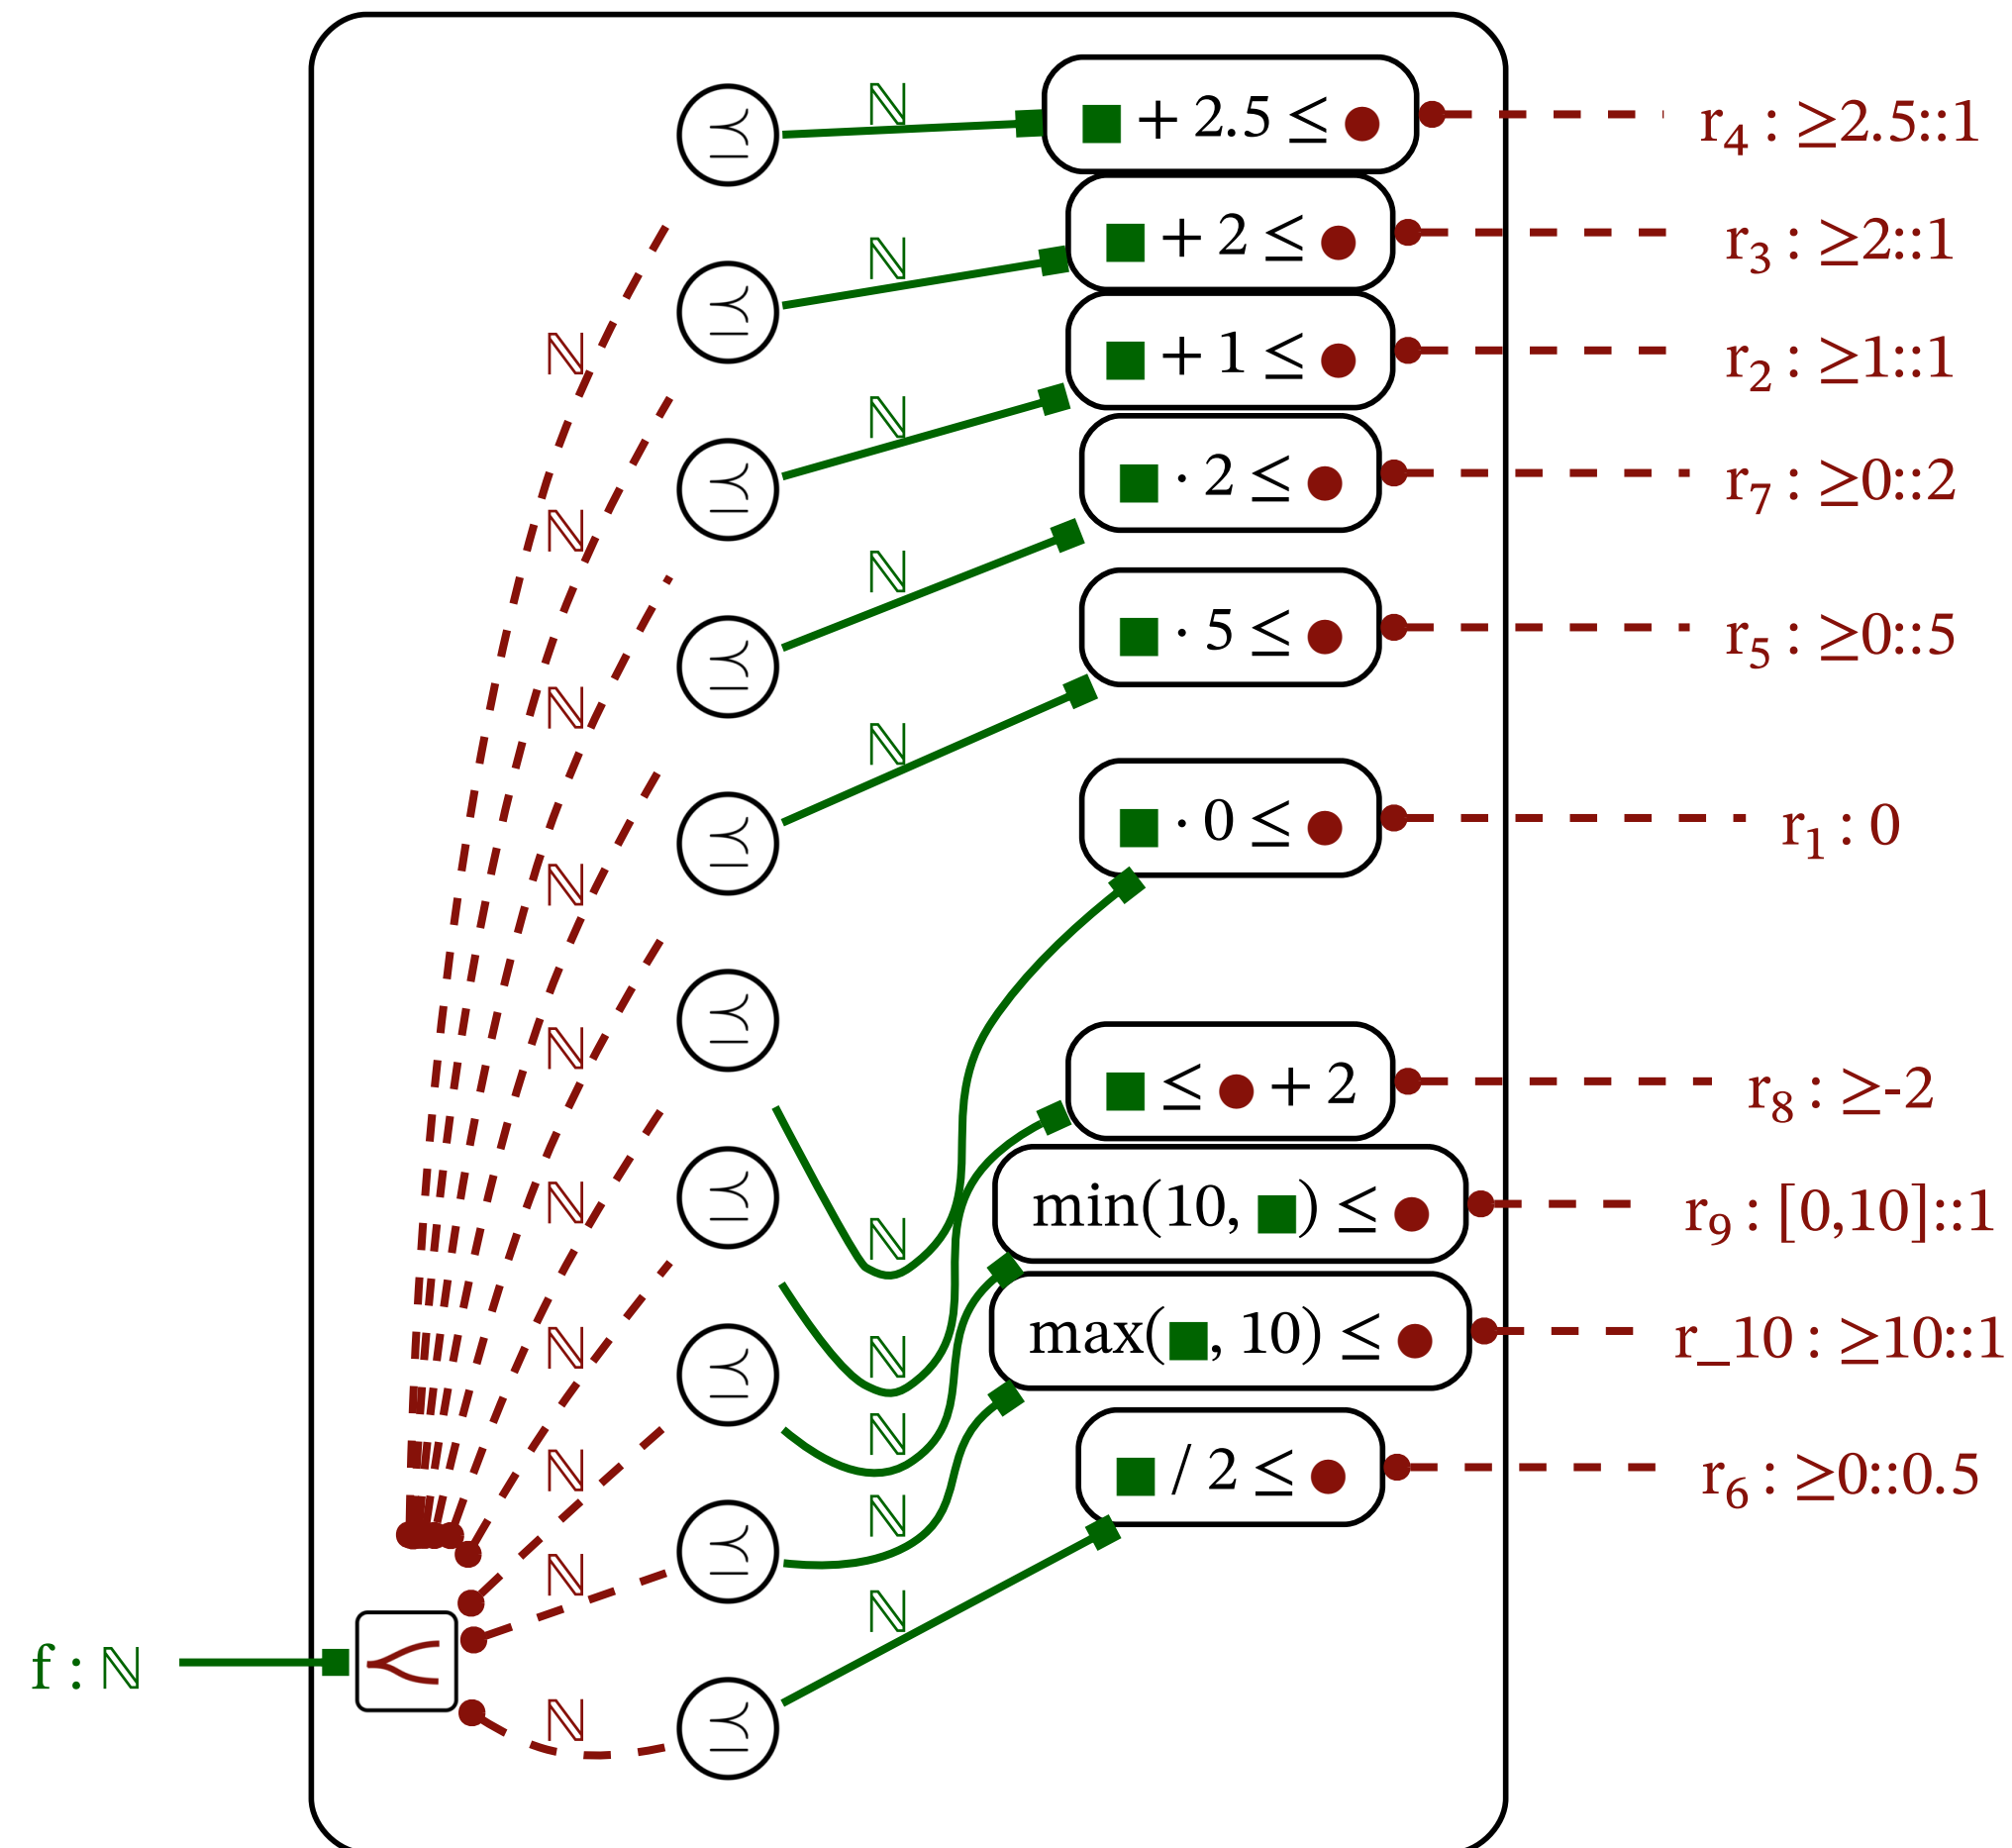 ℕ
■ + 2.5 ≤ ●
r₄ : ≥2.5::1
⪯
ℕ
■ + 2 ≤ ●
r₃ : ≥2::1
⪯
ℕ
ℕ
■ + 1 ≤ ●
r₂ : ≥1::1
⪯
ℕ
ℕ
■ · 2 ≤ ●
r₇ : ≥0::2
⪯
ℕ
ℕ
■ · 5 ≤ ●
r₅ : ≥0::5
⪯
ℕ
ℕ
■ · 0 ≤ ●
r₁ : 0
⪯
ℕ
⪯
ℕ
■ ≤ ● + 2
r₈ : ≥-2
⪯
ℕ
ℕ
min(10, ■) ≤ ●
r₉ : [0,10]::1
⪯
ℕ
ℕ
max(■, 10) ≤ ●
r_10 : ≥10::1
⪯
ℕ
ℕ
■ / 2 ≤ ●
r₆ : ≥0::0.5
ℕ
ℕ
ℕ
f : ℕ
ℕ
⪯